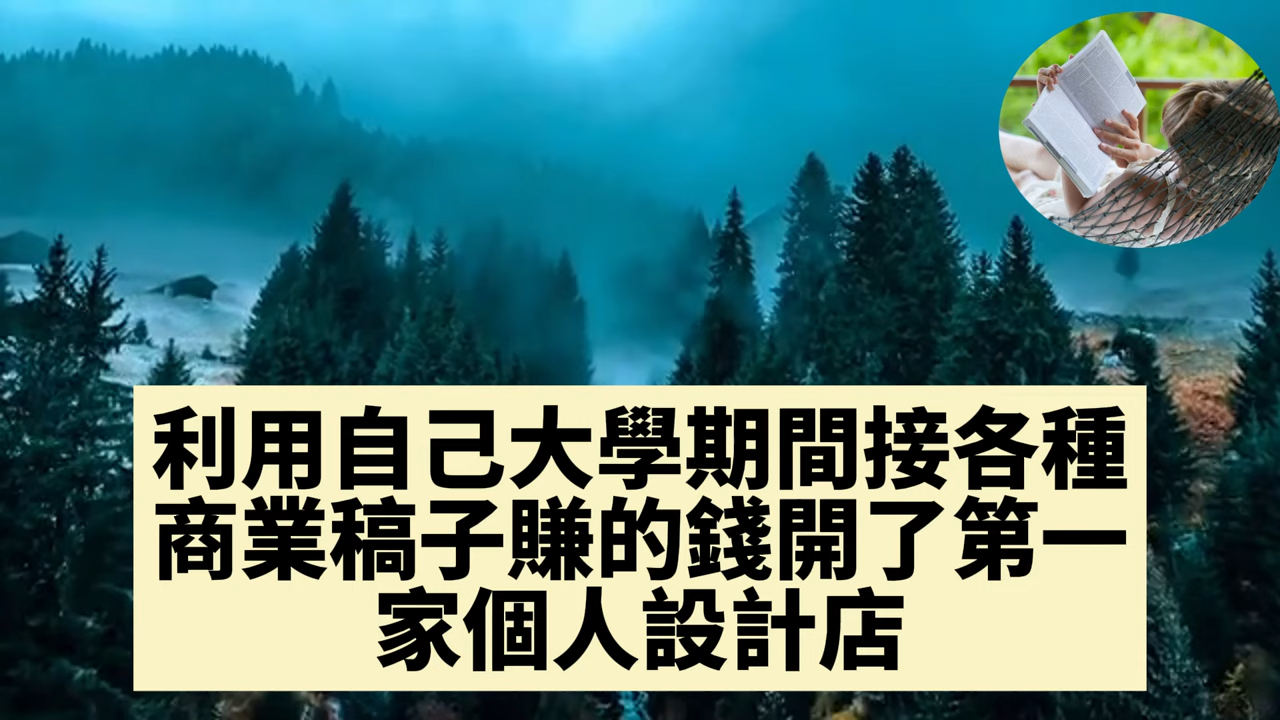 利用自己大學期間接各種
商業稿子賺的錢開了第一
家個人設計店